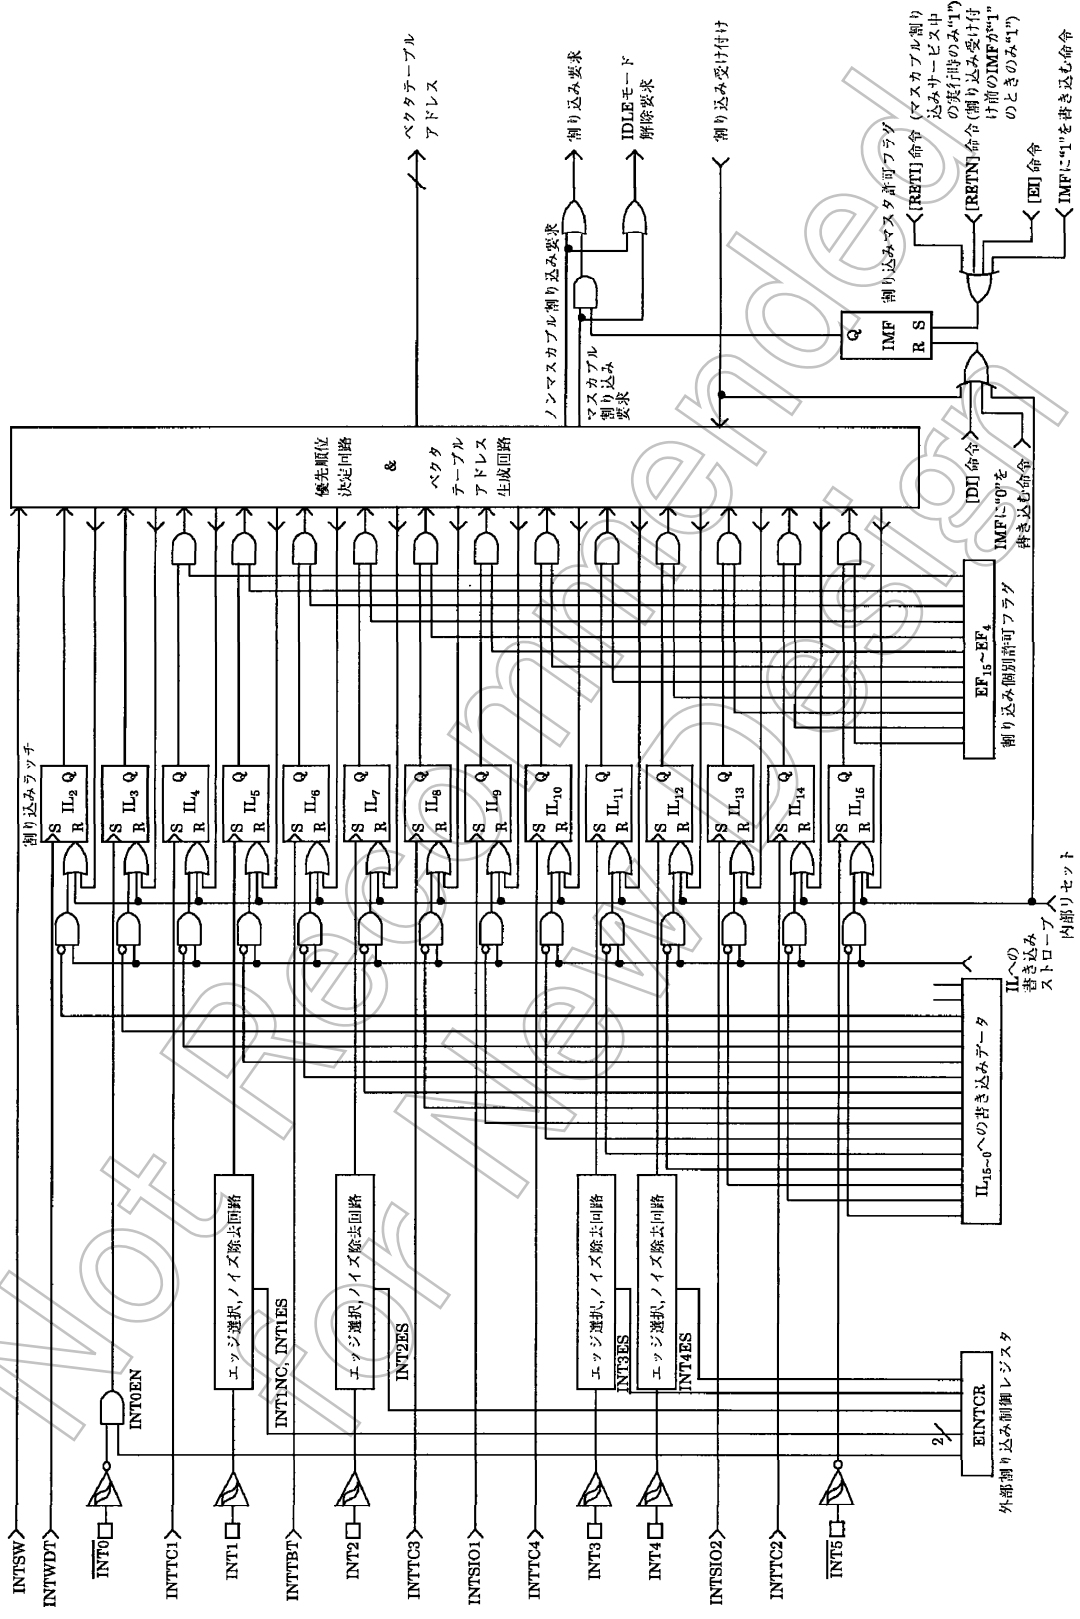 INTSW
INTWDT
INT0
INT0EN
INTTC1
INT1
エッジ選択,ノイズ除去回路
INT1NC, INT1ES
INTTBT
INT2
エッジ選択,ノイズ除去回路
INT2ES
INTTC3
INTSIO1
INTTC4
INT3
エッジ選択,ノイズ除去回路
INT3ES
INT4
エッジ選択,ノイズ除去回路
INT4ES
INTSIO2
INTTC2
INT5
2
EINTCR
外部割り込み制御レジスタ
IL15~0への書き込みデータ
ILへの
書き込み
ストローブ
内部リセット
割り込みラッチ
S IL2 Q
R
S IL3 Q
R
S IL4 Q
R
S IL5 Q
R
S IL6 Q
R
S IL7 Q
R
S IL8 Q
R
S IL9 Q
R
S IL10 Q
R
S IL11 Q
R
S IL12 Q
R
S IL13 Q
R
S IL14 Q
R
S IL15 Q
R
EF15~EF4
割り込み個別許可フラグ
優先順位
決定回路
&
ベクタ
テーブル
アドレス
生成回路
ベクタテーブル
アドレス
ノンマスカブル割り込み要求
マスカブル
割り込み
要求
割り込み要求
IDLEモード
解除要求
割り込み受け付け
割り込みマスタ許可フラグ
Q
IMF
R S
[DI]命令
IMFに“0”を
書き込む命令
[RETI]命令 (マスカブル割り
込みサービス中
の実行時のみ“1”)
[RETN]命令 (割り込み受け付
け前のIMFが“1”
のときのみ“1”)
[EI]命令
IMFに“1”を書き込む命令
Not Recommended
for New Design